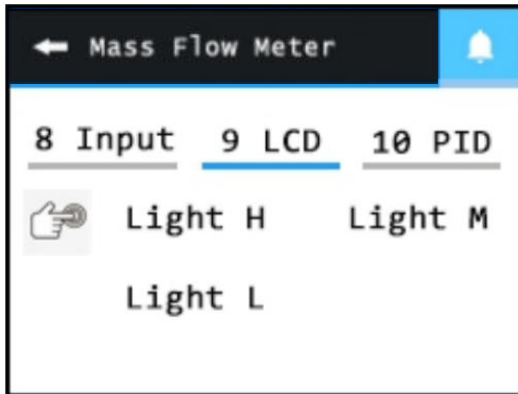 Mass Flow Meter
8 Input 9 LCD 10 PID
Light H Light M
Light L